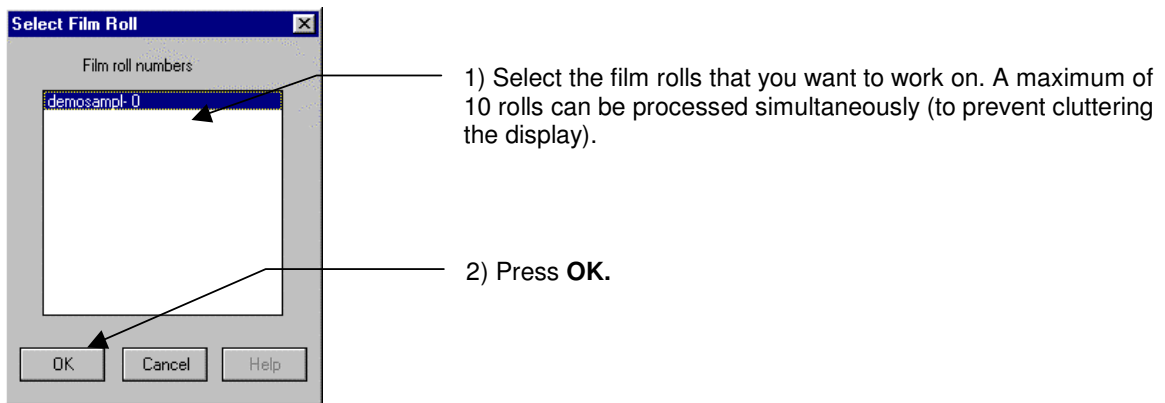 Select Film Roll
Film roll numbers
demosampl- 0
OK Cancel Help
1) Select the film rolls that you want to work on. A maximum of
10 rolls can be processed simultaneously (to prevent cluttering
the display).
2) Press OK.